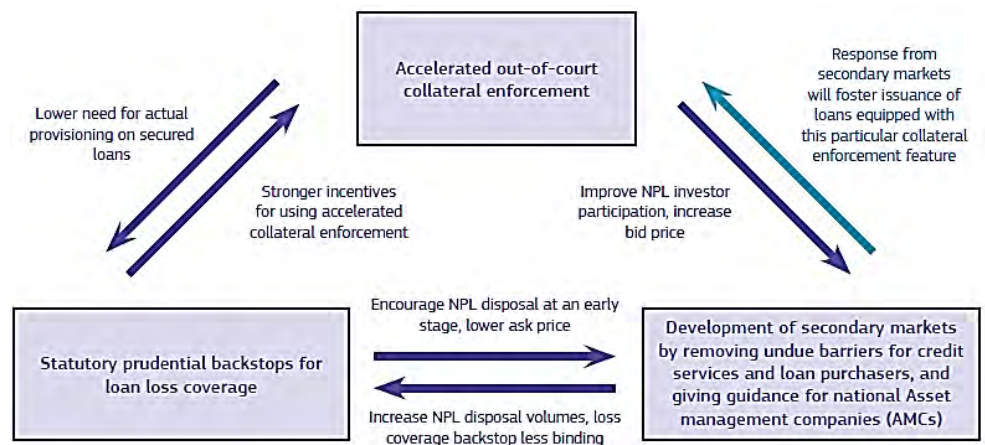 Accelerated out-of-court
collateral enforcement
Response from
secondary markets
will foster issuance of
loans equipped with
this particular collateral
enforcement feature
Lower need for actual
provisioning on secured
loans
Stronger incentives
for using accelerated
collateral enforcement
Improve NPL investor
participation, increase
bid price
Statutory prudential backstops for
loan loss coverage
Encourage NPL disposal at an early
stage, lower ask price
Increase NPL disposal volumes, loss
coverage backstop less binding
Development of secondary markets
by removing undue barriers for credit
services and loan purchasers, and
giving guidance for national Asset
management companies (AMCs)